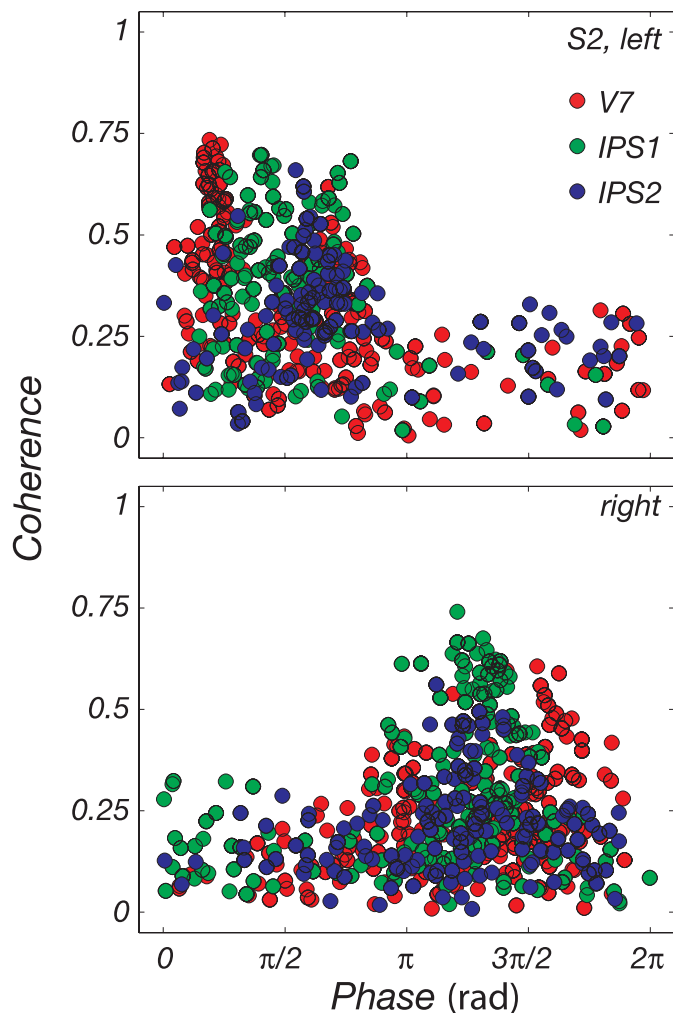 S2, left
V7
IPS1
IPS2
1
0.75
0.5
0.25
0
Coherence
right
1
0.75
0.5
0.25
0
0 π/2 π 3π/2 2π
Phase (rad)